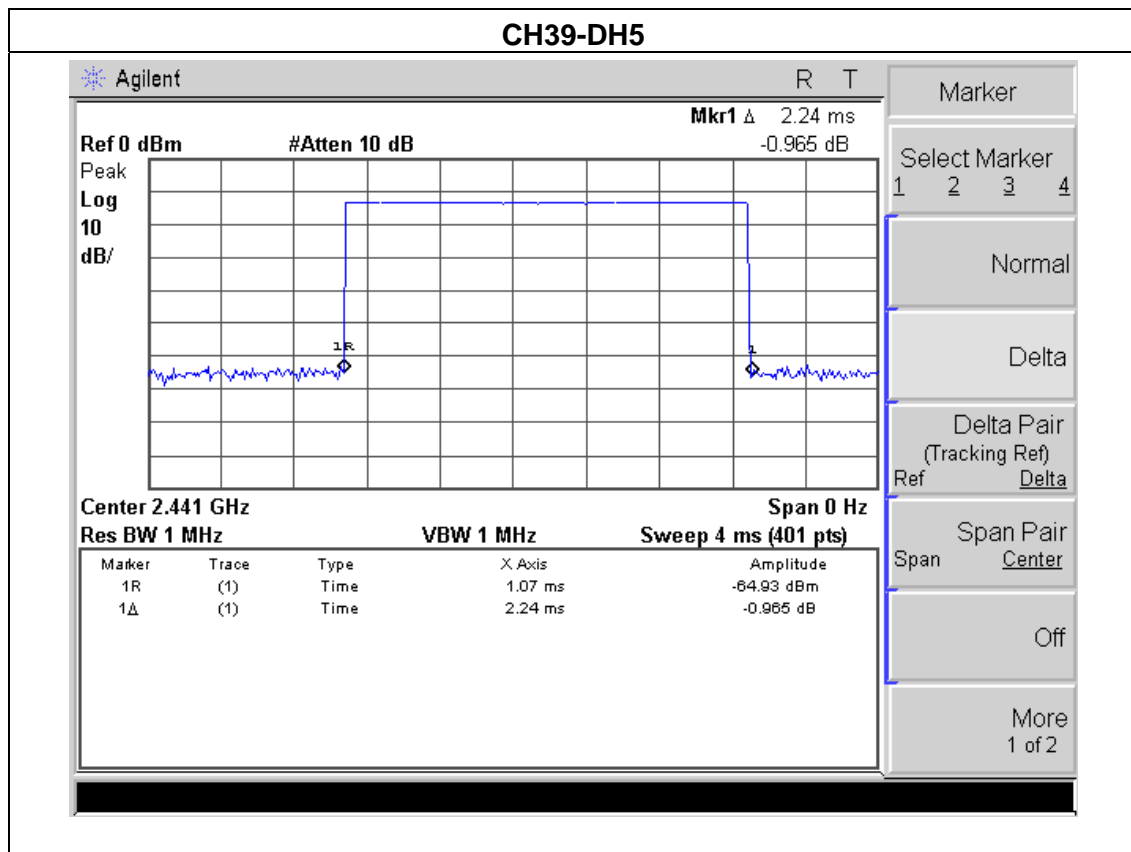 CH39-DH5
Agilent R T
Mkr1 Δ 2.24 ms
Ref 0 dBm #Atten 10 dB -0.965 dB
Peak
Log
10
dB/
1R
1
Center 2.441 GHz Span 0 Hz
Res BW 1 MHz VBW 1 MHz Sweep 4 ms (401 pts)
Marker Trace Type X Axis Amplitude
1R (1) Time 1.07 ms -64.93 dBm
1Δ (1) Time 2.24 ms -0.965 dB
Marker
Select Marker
1 2 3 4
Normal
Delta
Delta Pair
(Tracking Ref)
Ref Delta
Span Pair
Span Center
Off
More
1 of 2